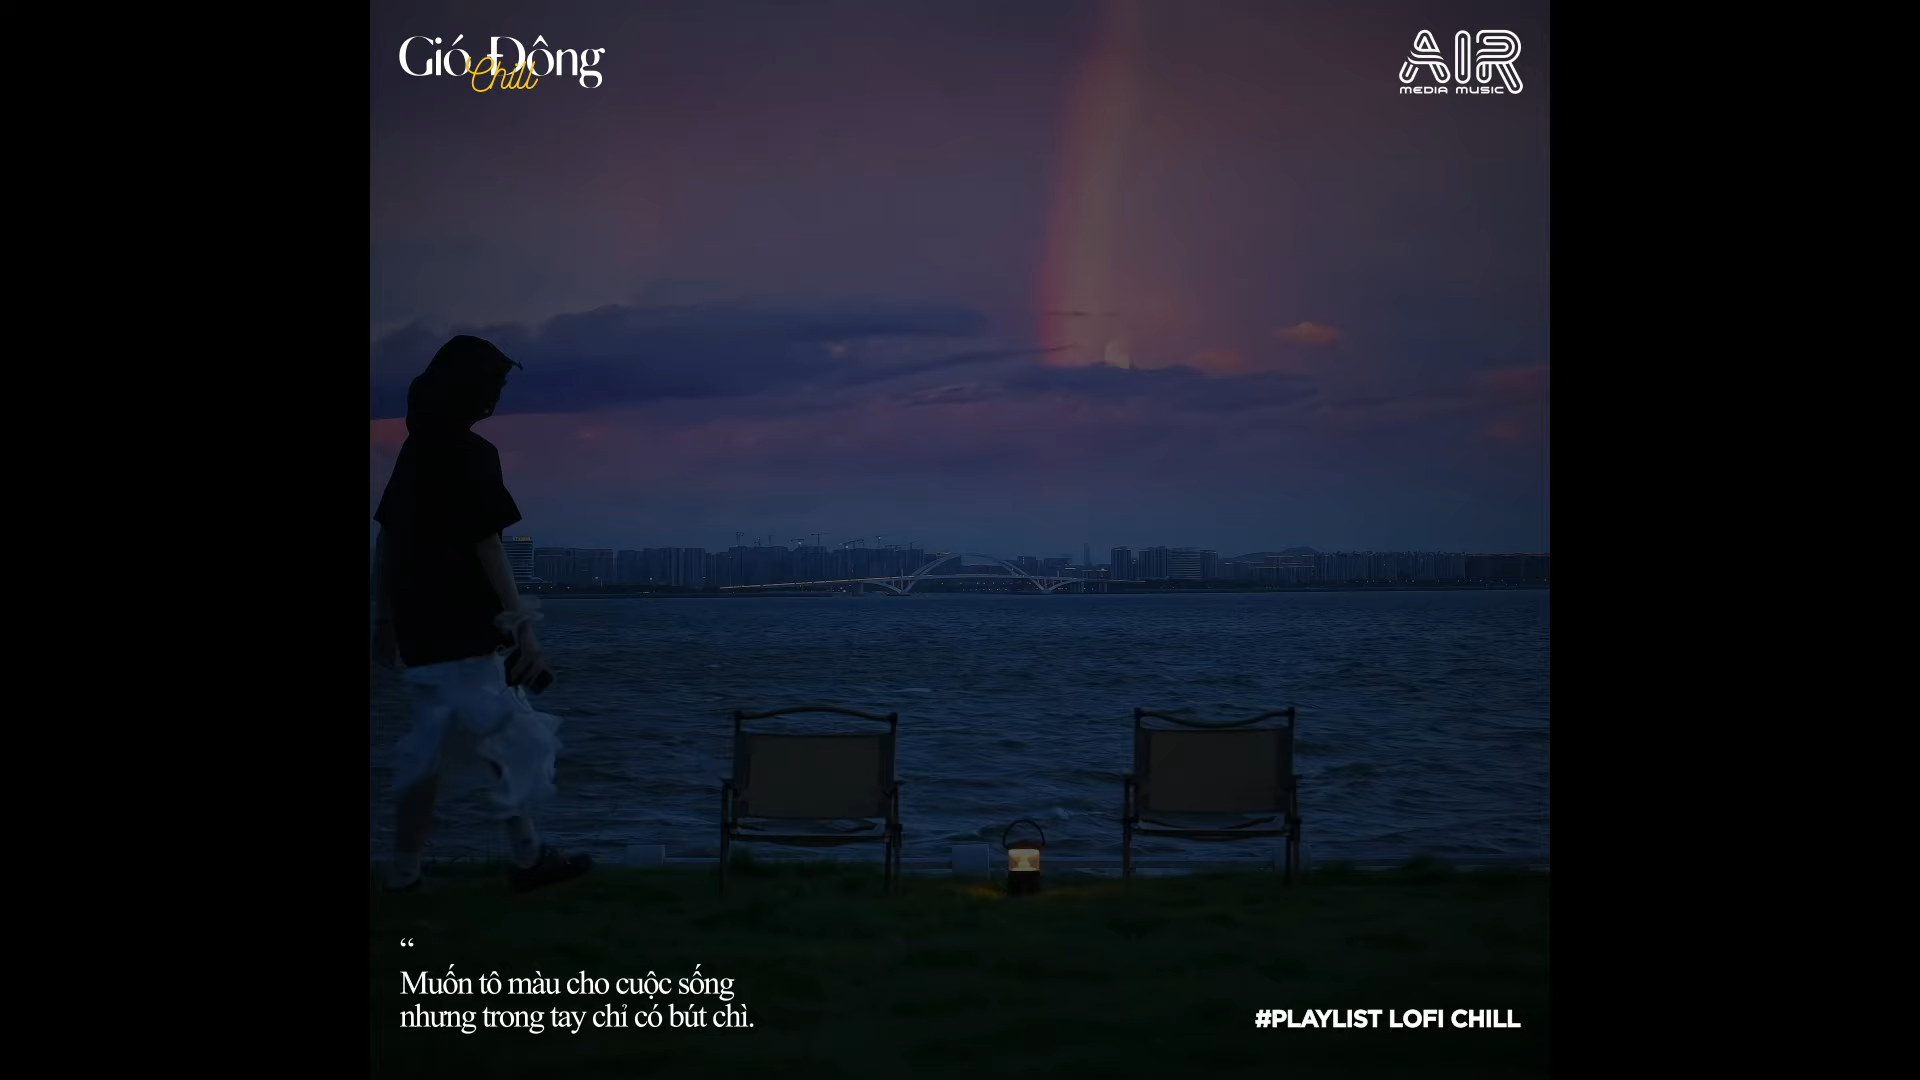 Gió Đông
Chill
AIR
MEDIA MUSIC
“
Muốn tô màu cho cuộc sống
nhưng trong tay chỉ có bút chì.
#PLAYLIST LOFI CHILL